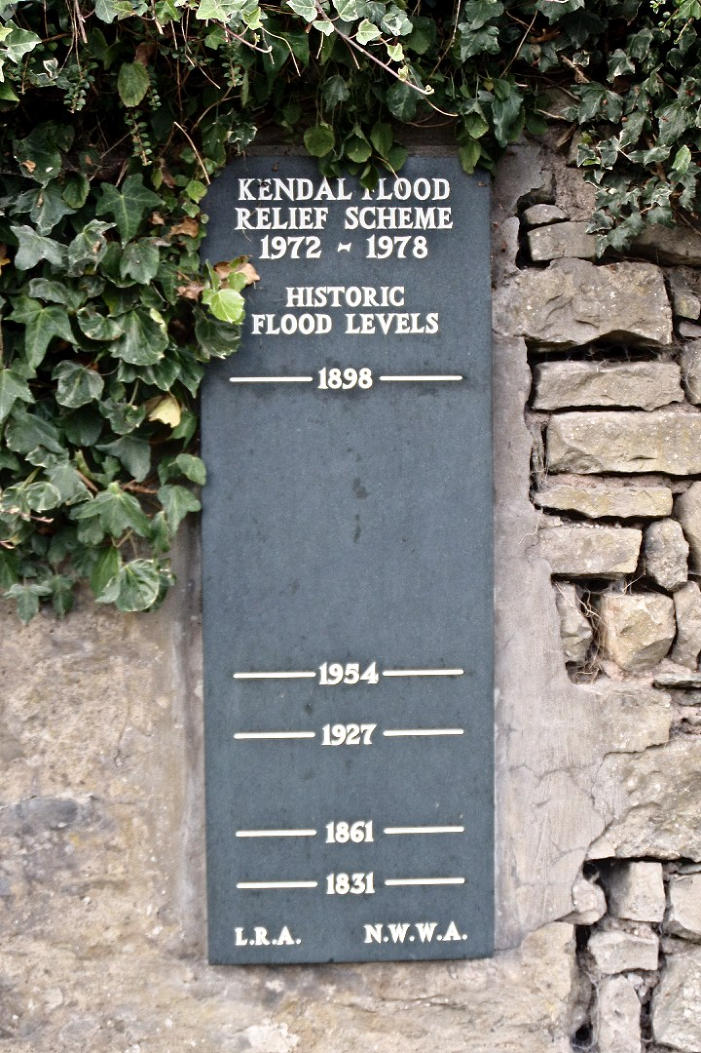 KENDAL FLOOD
RELIEF SCHEME
1972 - 1978
HISTORIC
FLOOD LEVELS
1898
1954
1927
1861
1831
L.R.A. N.W.W.A.